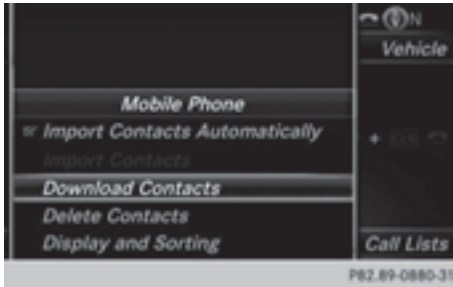 N
Vehicle
Mobile Phone
Import Contacts Automatically
Import Contacts
Download Contacts
Delete Contacts
Display and Sorting
Call Lists
P82.89-0880-31